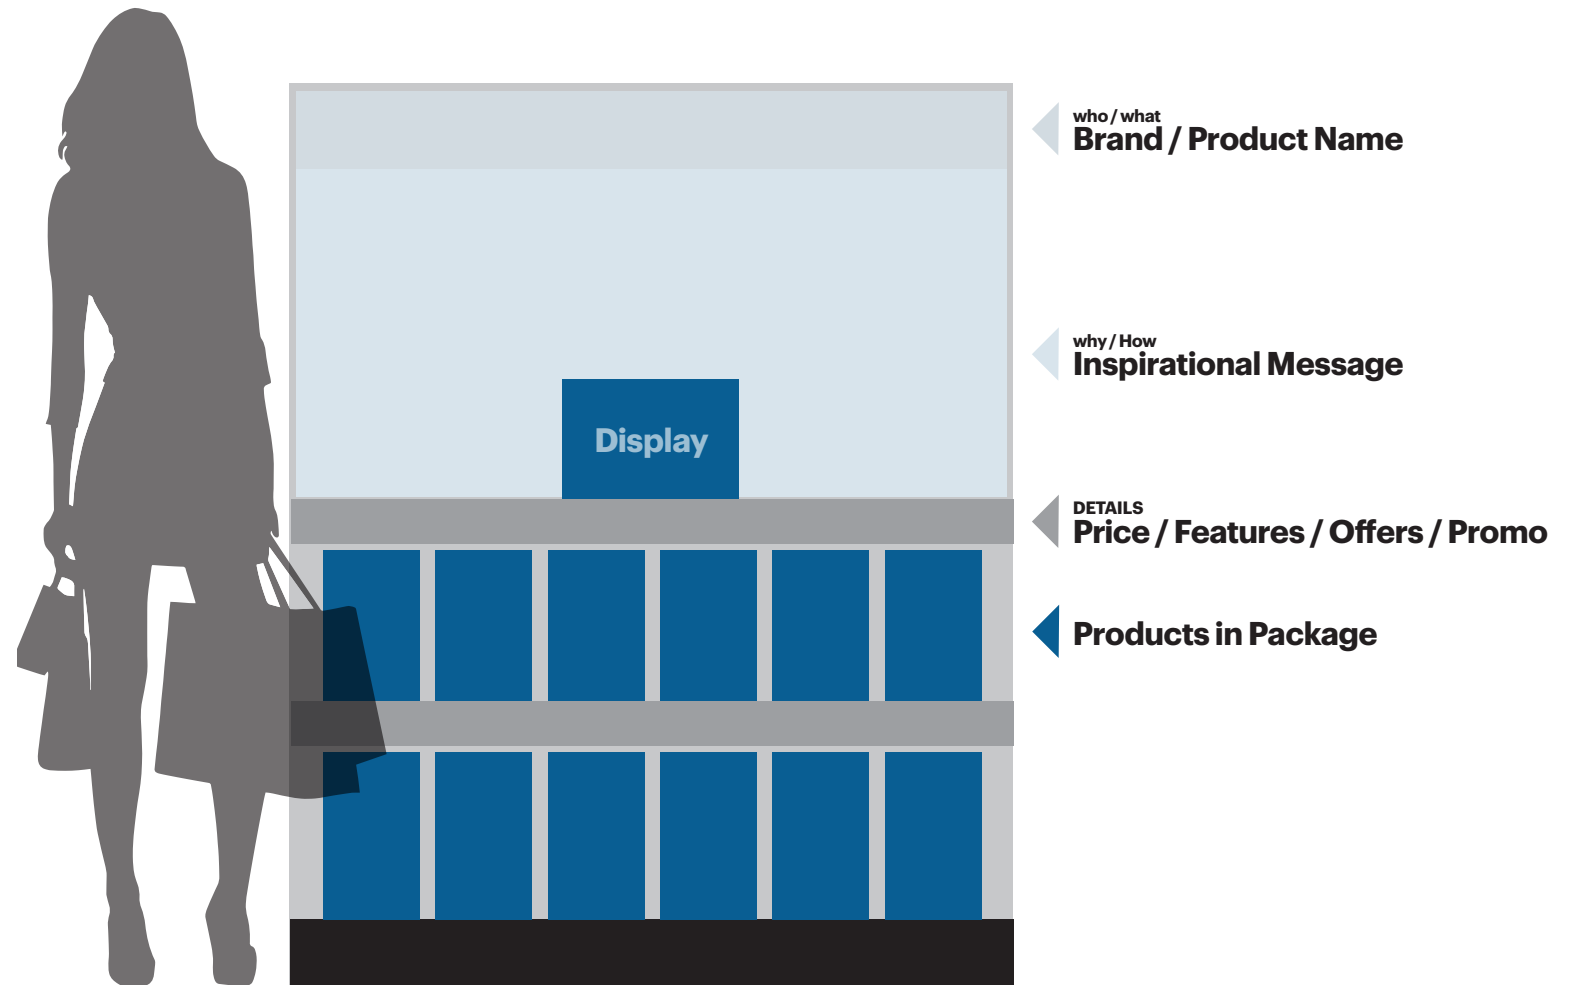 who / what
Brand / Product Name
why / How
Inspirational Message
Display
DETAILS
Price / Features / Offers / Promo
Products in Package